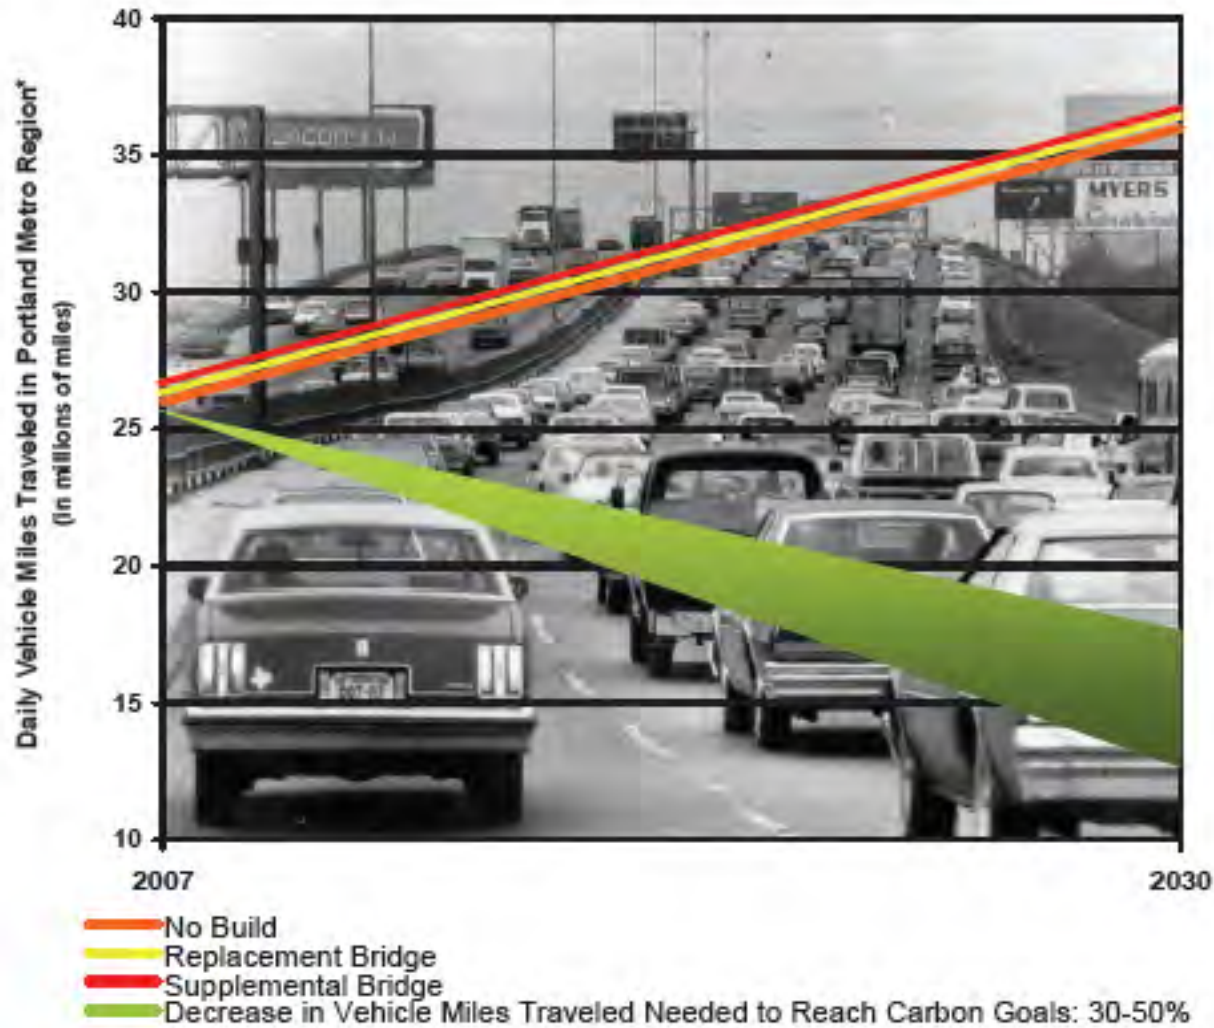 Daily Vehicle Miles Traveled in Portland Metro Region*
(in millions of miles)
40
35
30
25
20
15
10
MYERS
2007
2030
No Build
Replacement Bridge
Supplemental Bridge
Decrease in Vehicle Miles Traveled Needed to Reach Carbon Goals: 30-50%